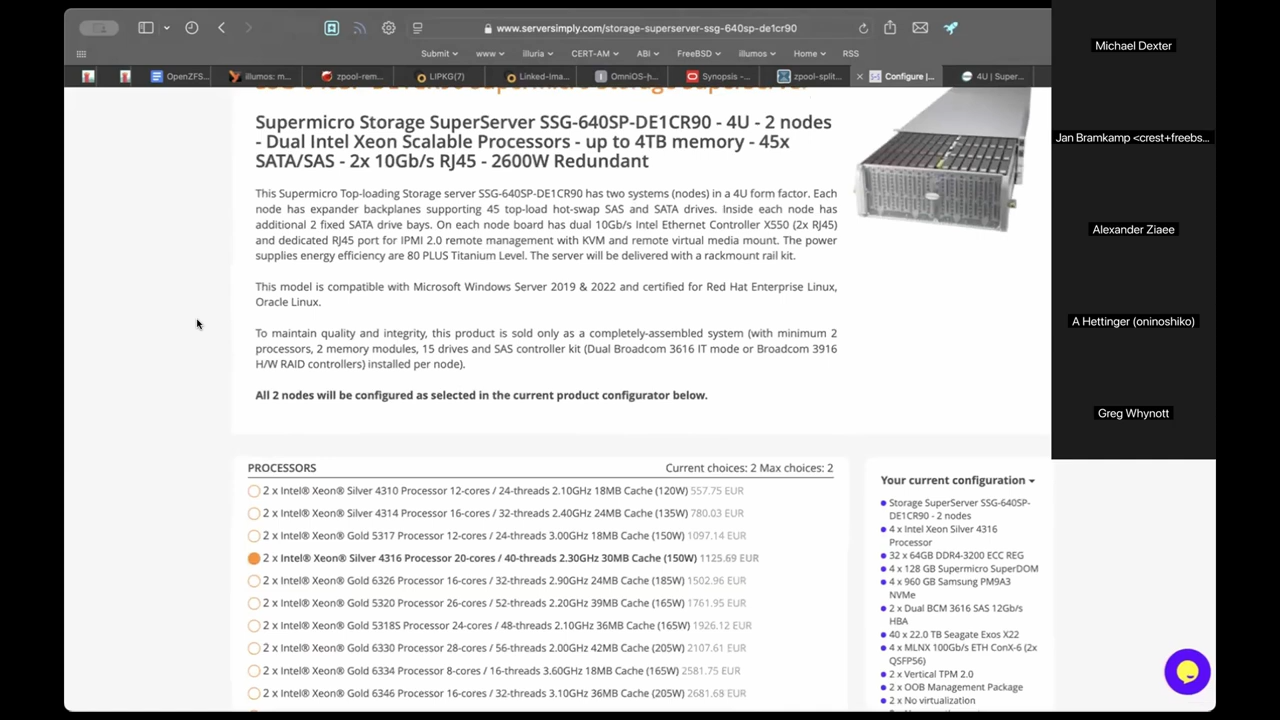 www.serversimply.com/storage-superserver-ssg-640sp-de1cr90
Submit
www
illuria
CERT-AM
ABI
FreeBSD
illumos
Home
RSS
OpenZFS...
illumos: m...
zpool-rem...
LIPKG(7)
Linked-Ima...
OmniOS-h...
Synopsis -...
zpool-split...
Configure |...
4U | Super...
SSG-640SP-DE1CR90 Supermicro Storage SuperServer
Supermicro Storage SuperServer SSG-640SP-DE1CR90 - 4U - 2 nodes
- Dual Intel Xeon Scalable Processors - up to 4TB memory - 45x
SATA/SAS - 2x 10Gb/s RJ45 - 2600W Redundant
This Supermicro Top-loading Storage server SSG-640SP-DE1CR90 has two systems (nodes) in a 4U form factor. Each
node has expander backplanes supporting 45 top-load hot-swap SAS and SATA drives. Inside each node has
additional 2 fixed SATA drive bays. On each node board has dual 10Gb/s Intel Ethernet Controller X550 (2x RJ45)
and dedicated RJ45 port for IPMI 2.0 remote management with KVM and remote virtual media mount. The power
supplies energy efficiency are 80 PLUS Titanium Level. The server will be delivered with a rackmount rail kit.
This model is compatible with Microsoft Windows Server 2019 & 2022 and certified for Red Hat Enterprise Linux,
Oracle Linux.
To maintain quality and integrity, this product is sold only as a completely-assembled system (with minimum 2
processors, 2 memory modules, 15 drives and SAS controller kit (Dual Broadcom 3616 IT mode or Broadcom 3916
H/W RAID controllers) installed per node).
All 2 nodes will be configured as selected in the current product configurator below.
PROCESSORS
Current choices: 2 Max choices: 2
2 x Intel® Xeon® Silver 4310 Processor 12-cores / 24-threads 2.10GHz 18MB Cache (120W) 557.75 EUR
2 x Intel® Xeon® Silver 4314 Processor 16-cores / 32-threads 2.40GHz 24MB Cache (135W) 780.03 EUR
2 x Intel® Xeon® Gold 5317 Processor 12-cores / 24-threads 3.00GHz 18MB Cache (150W) 1097.14 EUR
2 x Intel® Xeon® Silver 4316 Processor 20-cores / 40-threads 2.30GHz 30MB Cache (150W) 1125.69 EUR
2 x Intel® Xeon® Gold 6326 Processor 16-cores / 32-threads 2.90GHz 24MB Cache (185W) 1502.96 EUR
2 x Intel® Xeon® Gold 5320 Processor 26-cores / 52-threads 2.20GHz 39MB Cache (165W) 1761.95 EUR
2 x Intel® Xeon® Gold 5318S Processor 24-cores / 48-threads 2.10GHz 36MB Cache (165W) 1926.12 EUR
2 x Intel® Xeon® Gold 6330 Processor 28-cores / 56-threads 2.00GHz 42MB Cache (205W) 2107.61 EUR
2 x Intel® Xeon® Gold 6334 Processor 8-cores / 16-threads 3.60GHz 18MB Cache (165W) 2581.75 EUR
2 x Intel® Xeon® Gold 6346 Processor 16-cores / 32-threads 3.10GHz 36MB Cache (205W) 2681.68 EUR
Your current configuration
Storage SuperServer SSG-640SP-
DE1CR90 - 2 nodes
4 x Intel Xeon Silver 4316
Processor
32 x 64GB DDR4-3200 ECC REG
4 x 128 GB Supermicro SuperDOM
4 x 960 GB Samsung PM9A3
NVMe
2 x Dual BCM 3616 SAS 12Gb/s
HBA
40 x 22.0 TB Seagate Exos X22
4 x MLNX 100Gb/s ETH ConX-6 (2x
QSFP56)
2 x Vertical TPM 2.0
2 x OOB Management Package
2 x No virtualization
Michael Dexter
Jan Bramkamp <crest+freebs...
Alexander Ziaee
A Hettinger (oninoshiko)
Greg Whynott